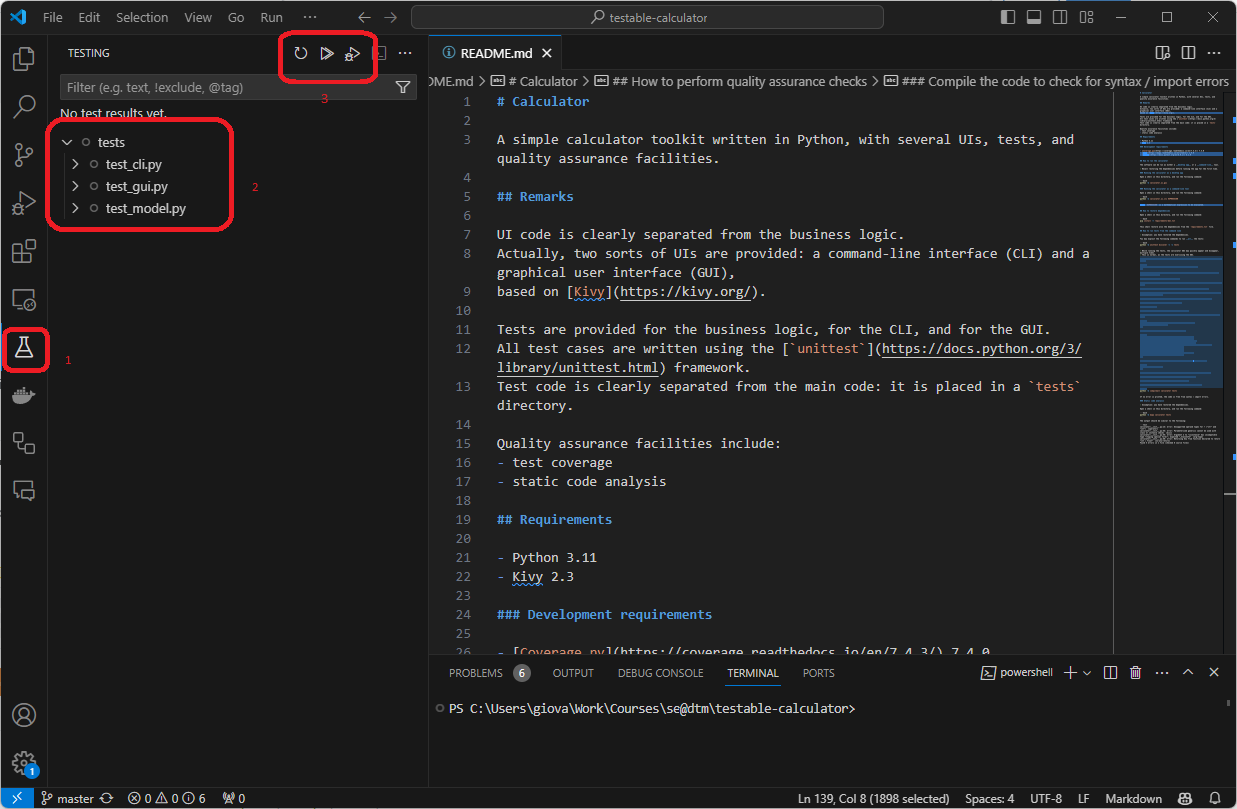 File Edit Selection View Go Run ··· testable-calculator
TESTING
Filter (e.g. text, !exclude, @tag)
3
No test results yet.
tests
test_cli.py
test_gui.py
test_model.py
2
1
README.md
OME.md > # Calculator > ## How to perform quality assurance checks > ### Compile the code to check for syntax / import errors
1 # Calculator
2
3 A simple calculator toolkit written in Python, with several UIs, tests, and
quality assurance facilities.
4
5 ## Remarks
6
7 UI code is clearly separated from the business logic.
8 Actually, two sorts of UIs are provided: a command-line interface (CLI) and a
graphical user interface (GUI),
9 based on [Kivy](https://kivy.org/).
10
11 Tests are provided for the business logic, for the CLI, and for the GUI.
12 All test cases are written using the [`unittest`](https://docs.python.org/3/
library/unittest.html) framework.
13 Test code is clearly separated from the main code: it is placed in a `tests`
directory.
14
15 Quality assurance facilities include:
16 - test coverage
17 - static code analysis
18
19 ## Requirements
20
21 - Python 3.11
22 - Kivy 2.3
23
24 ### Development requirements
25
26 - [Coverage.py](https://coverage.readthedocs.io/en/7.4.3/) 7.4.0
PROBLEMS 6 OUTPUT DEBUG CONSOLE TERMINAL PORTS powershell
PS C:\Users\giova\Work\Courses\se@dtm\testable-calculator>
1
master 0 0 6 0 Ln 139, Col 8 (1898 selected) Spaces: 4 UTF-8 LF Markdown